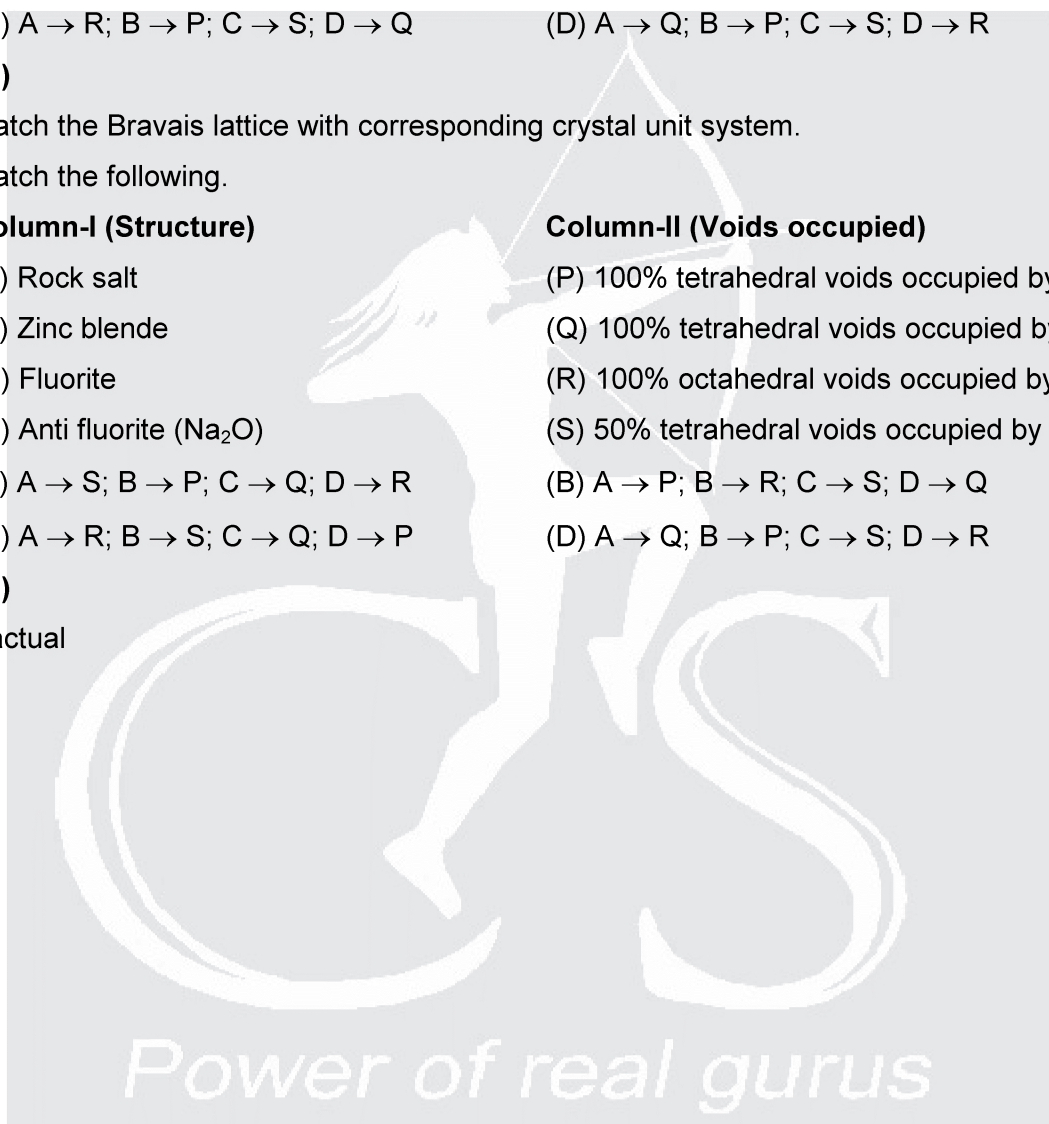 ) A → R; B → P; C → S; D → Q (D) A → Q; B → P; C → S; D → R
)
atch the Bravais lattice with corresponding crystal unit system.
atch the following.
olumn-I (Structure) Column-II (Voids occupied)
) Rock salt (P) 100% tetrahedral voids occupied by
) Zinc blende (Q) 100% tetrahedral voids occupied by
) Fluorite (R) 100% octahedral voids occupied by
) Anti fluorite (Na₂O) (S) 50% tetrahedral voids occupied by
) A → S; B → P; C → Q; D → R (B) A → P; B → R; C → S; D → Q
) A → R; B → S; C → Q; D → P (D) A → Q; B → P; C → S; D → R
)
actual
CS
Power of real gurus